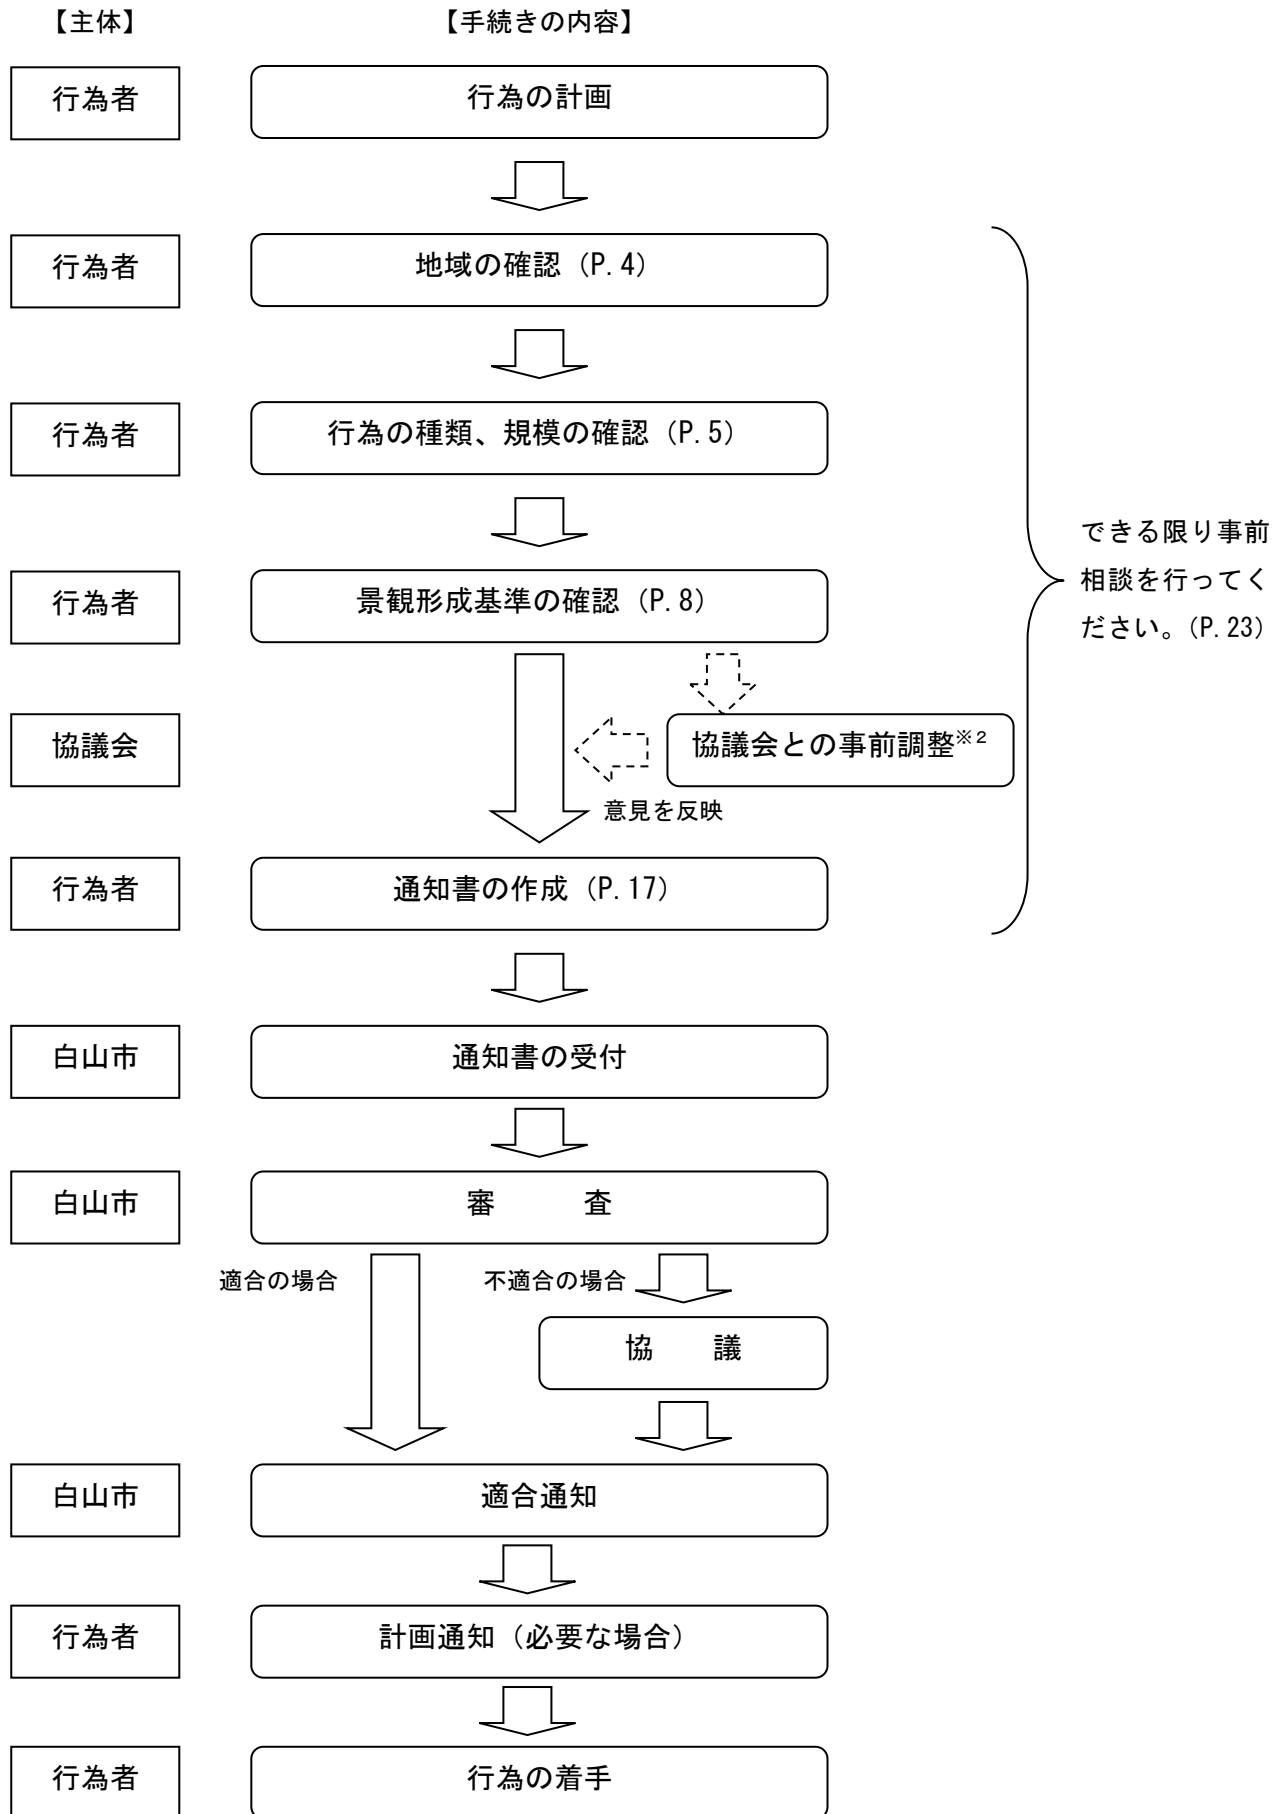 【主体】 【手続きの内容】
行為者 行為の計画
行為者 地域の確認（P.4）
行為者 行為の種類、規模の確認（P.5）
できる限り事前
相談を行ってく
ださい。（P.23）
行為者 景観形成基準の確認（P.8）
協議会 協議会との事前調整※2
意見を反映
行為者 通知書の作成（P.17）
白山市 通知書の受付
白山市 審 査
適合の場合 不適合の場合
協 議
白山市 適合通知
行為者 計画通知（必要な場合）
行為者 行為の着手